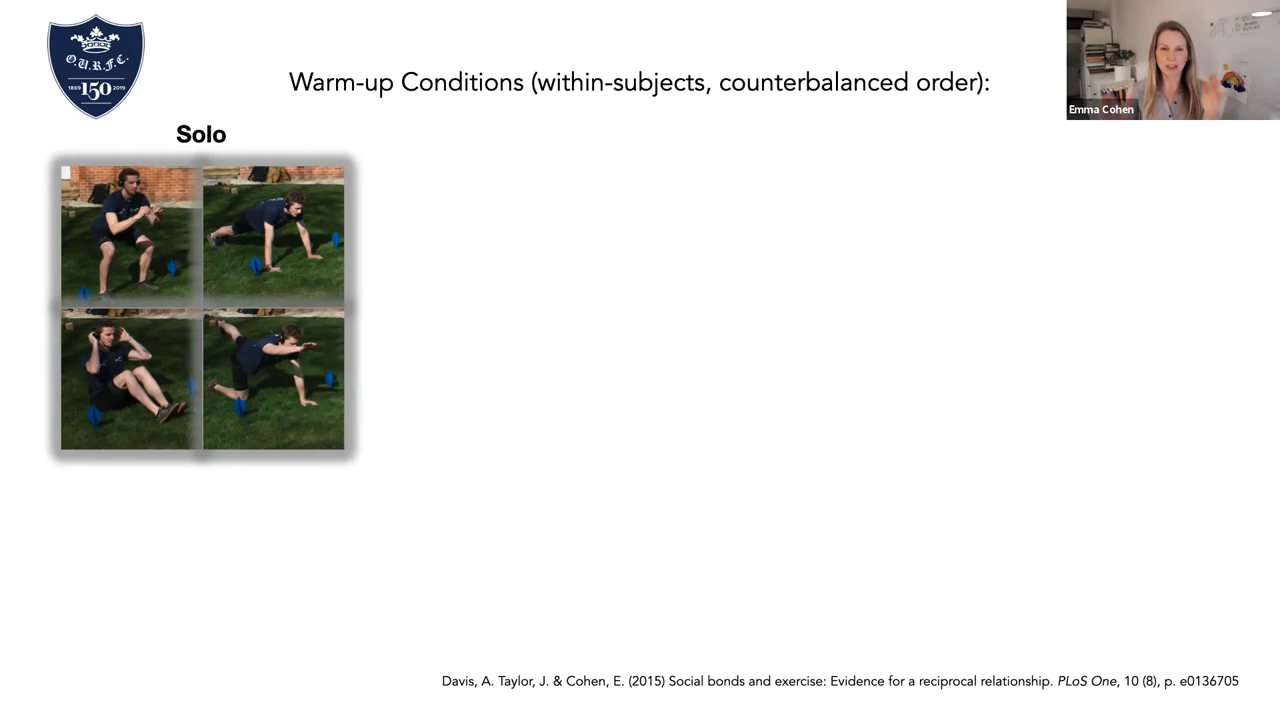 O.U.R.F.C.
1869 150 2019
Warm-up Conditions (within-subjects, counterbalanced order):
Emma Cohen
Solo
Davis, A. Taylor, J. & Cohen, E. (2015) Social bonds and exercise: Evidence for a reciprocal relationship. PLoS One, 10 (8), p. e0136705